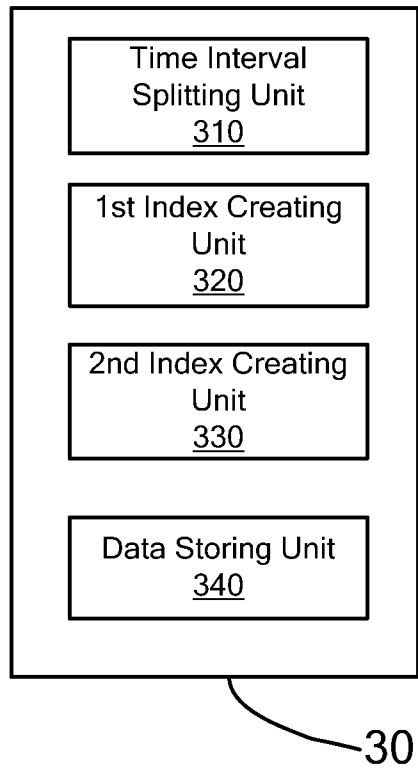 Time Interval
Splitting Unit
310
1st Index Creating
Unit
320
2nd Index Creating
Unit
330
Data Storing Unit
340
30